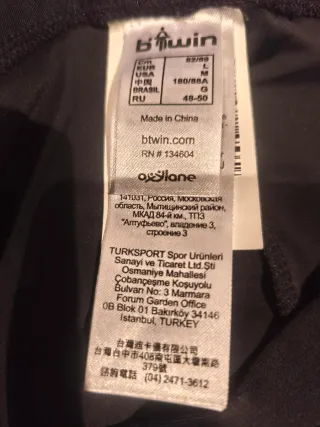 b'twin
Cm 82/89
EUR L
USA M
中国 180/88A
BRASIL G
RU 48-50
Made in China
btwin.com
RN # 134604
oxylane
141031, Россия, Московская
область, Мытищинский район,
МКАД 84-й км., ТПЗ
"Алтуфьево", владение 3,
строение 3
TURKSPORT Spor Ürünleri
Sanayi ve Ticaret Ltd.Şti
Osmaniye Mahallesi
Çobançeşme Koşuyolu
Bulvarı No: 3 Marmara
Forum Garden Office
0B Blok 01 Bakırköy 34146
İstanbul, TURKEY
台灣迪卡儂有限公司
台灣台中市408南屯區大墩南路
379號
諮詢電話 (04) 2471-3612